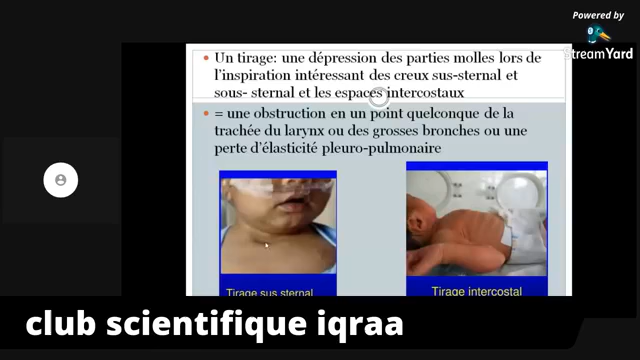 Powered by
StreamYard
• Un tirage: une dépression des parties molles lors de
l'inspiration intéressant des creux sus-sternal et
sous- sternal et les espaces intercostaux
• = une obstruction en un point quelconque de la
trachée du larynx ou des grosses bronches ou une
perte d'élasticité pleuro-pulmonaire
Tirage sus sternal
Tirage intercostal
club scientifique iqraa